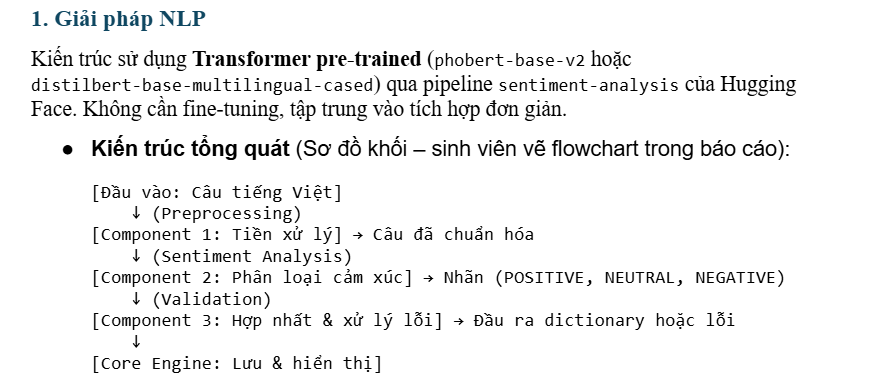 1. Giải pháp NLP
Kiến trúc sử dụng Transformer pre-trained (phobert-base-v2 hoặc
distilbert-base-multilingual-cased) qua pipeline sentiment-analysis của Hugging
Face. Không cần fine-tuning, tập trung vào tích hợp đơn giản.
● Kiến trúc tổng quát (Sơ đồ khối – sinh viên vẽ flowchart trong báo cáo):
[Đầu vào: Câu tiếng Việt]
↓ (Preprocessing)
[Component 1: Tiền xử lý] → Câu đã chuẩn hóa
↓ (Sentiment Analysis)
[Component 2: Phân loại cảm xúc] → Nhãn (POSITIVE, NEUTRAL, NEGATIVE)
↓ (Validation)
[Component 3: Hợp nhất & xử lý lỗi] → Đầu ra dictionary hoặc lỗi
↓
[Core Engine: Lưu & hiển thị]